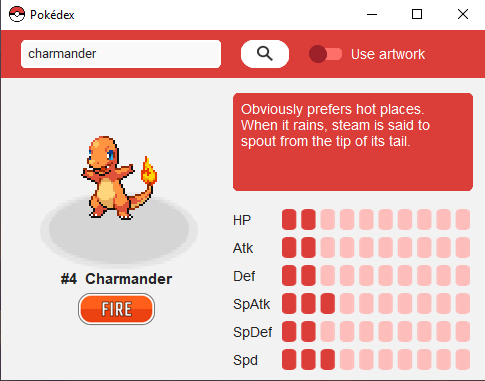 Pokédex
charmander
Use artwork
Obviously prefers hot places.
When it rains, steam is said to
spout from the tip of its tail.
#4 Charmander
FIRE
HP
Atk
Def
SpAtk
SpDef
Spd